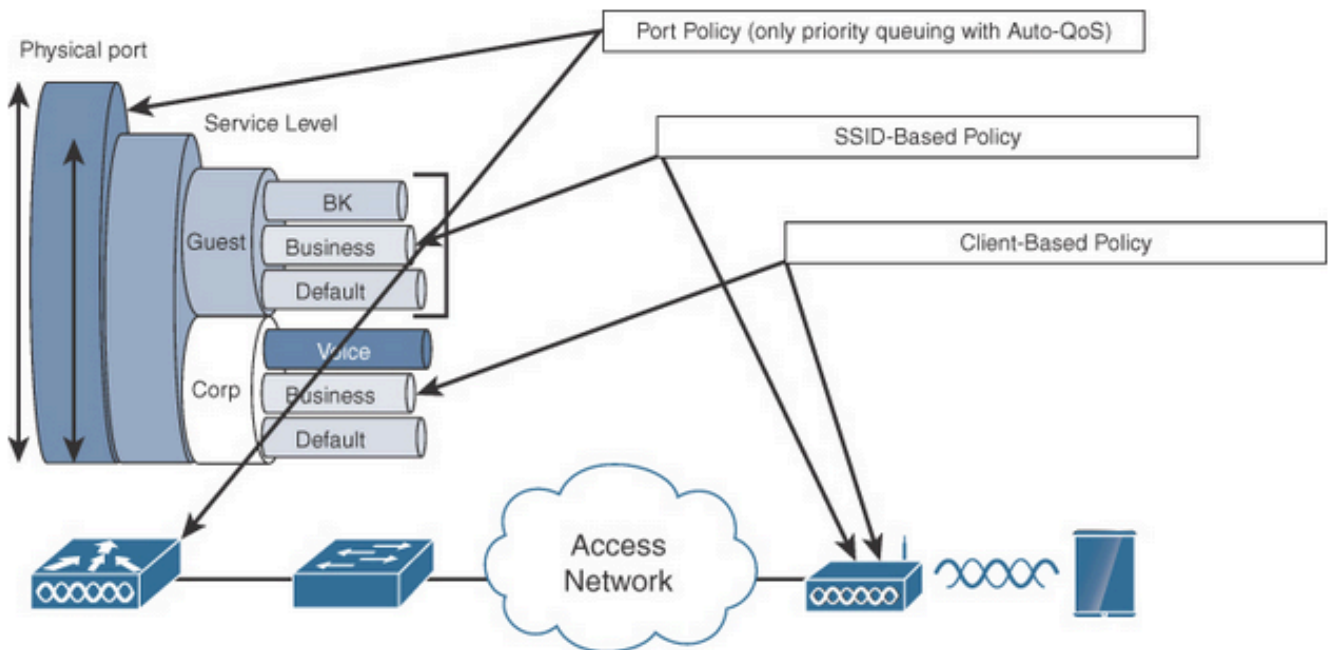 Port Policy (only priority queuing with Auto-QoS)
Physical port
Service Level
SSID-Based Policy
BK
Guest
Business
Client-Based Policy
Default
Voice
Corp
Business
Default
Access
Network